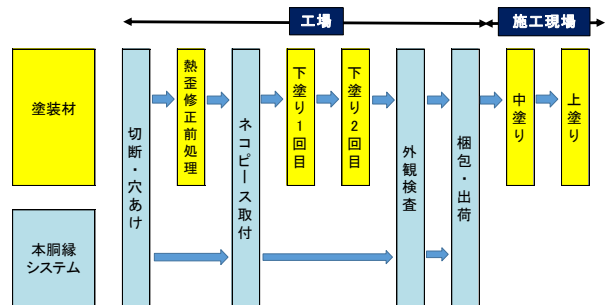 工場
施工現場
塗装材
切断・穴あけ
熱歪修正前処理
ネコピース取付
下塗り1回目
下塗り2回目
外観検査
梱包・出荷
中塗り
上塗り
本胴縁
システム